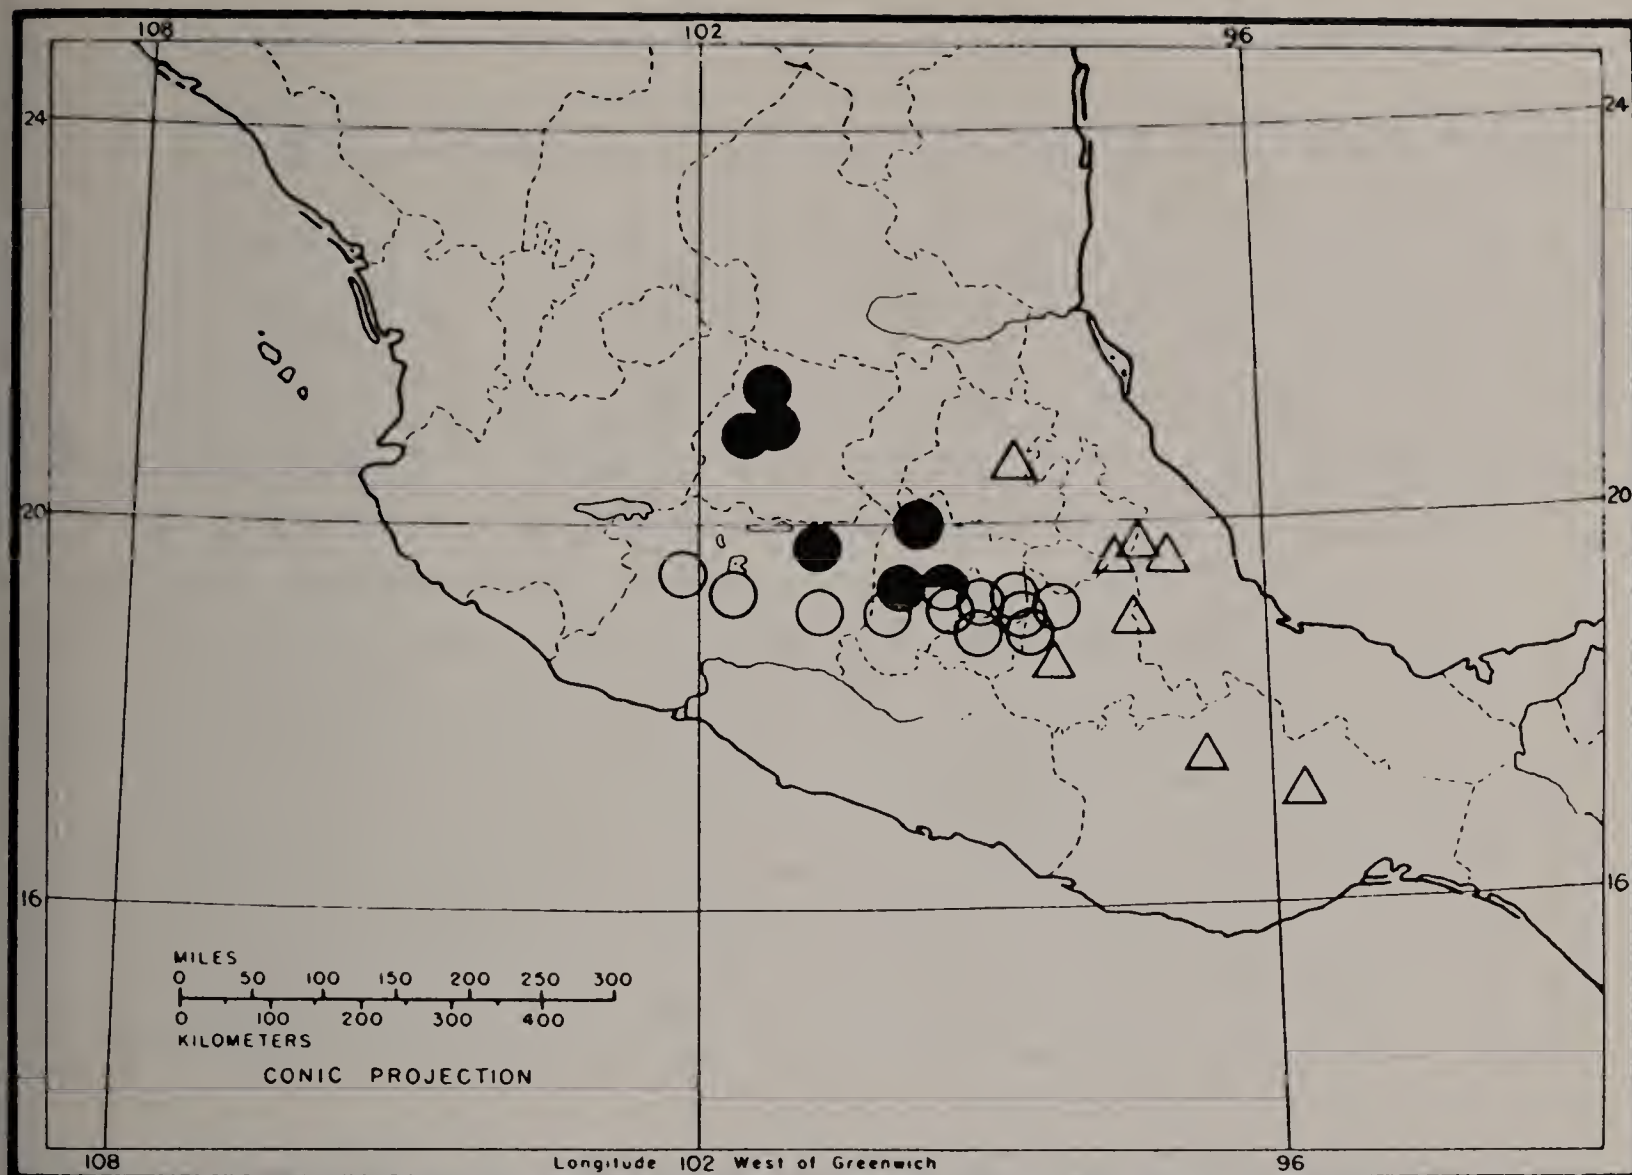 108 102 96
24 24
20 20
16 16
MILES
0 50 100 150 200 250 300
0 100 200 300 400
KILOMETERS
CONIC PROJECTION
108 Longitude 102 West of Greenwich 96